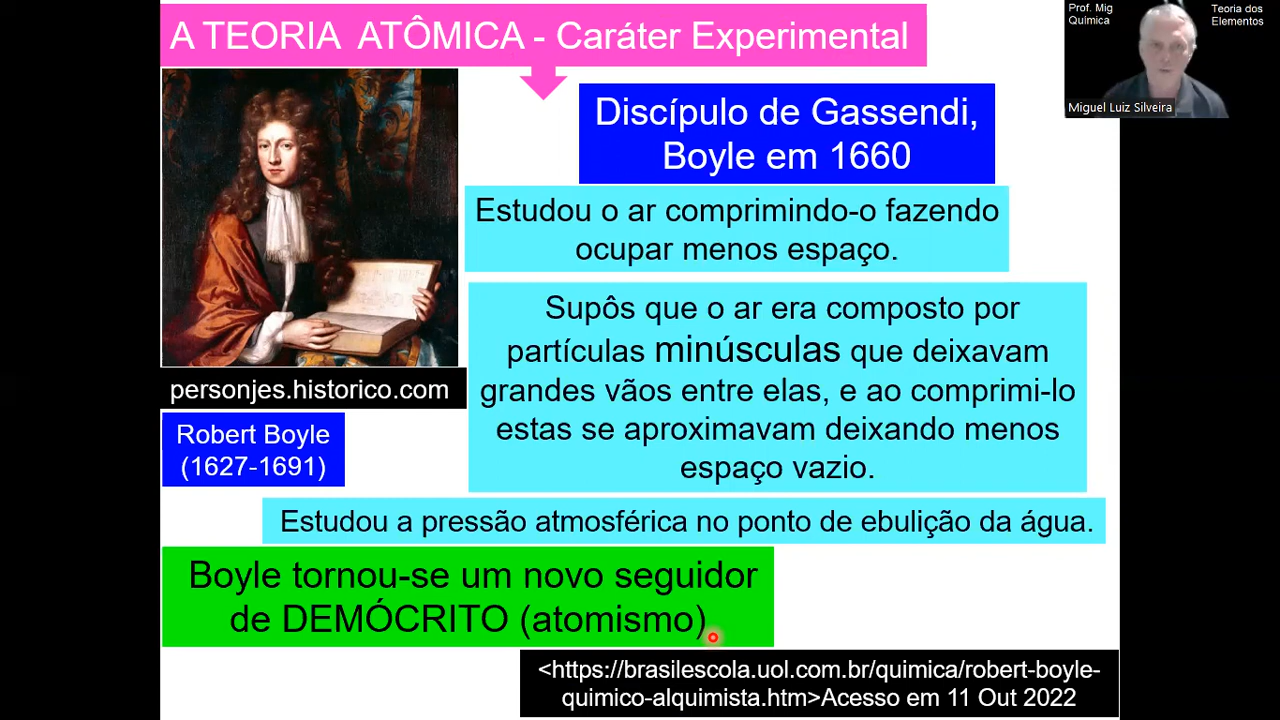 A TEORIA ATÔMICA - Caráter Experimental
Prof. Mig
Química
Teoria dos
Elementos
Miguel Luiz Silveira
Discípulo de Gassendi,
Boyle em 1660
Estudou o ar comprimindo-o fazendo
ocupar menos espaço.
Supôs que o ar era composto por
partículas minúsculas que deixavam
grandes vãos entre elas, e ao comprimi-lo
estas se aproximavam deixando menos
espaço vazio.
personjes.historico.com
Robert Boyle
(1627-1691)
Estudou a pressão atmosférica no ponto de ebulição da água.
Boyle tornou-se um novo seguidor
de DEMÓCRITO (atomismo)
<https://brasilescola.uol.com.br/quimica/robert-boyle-
quimico-alquimista.htm>Acesso em 11 Out 2022